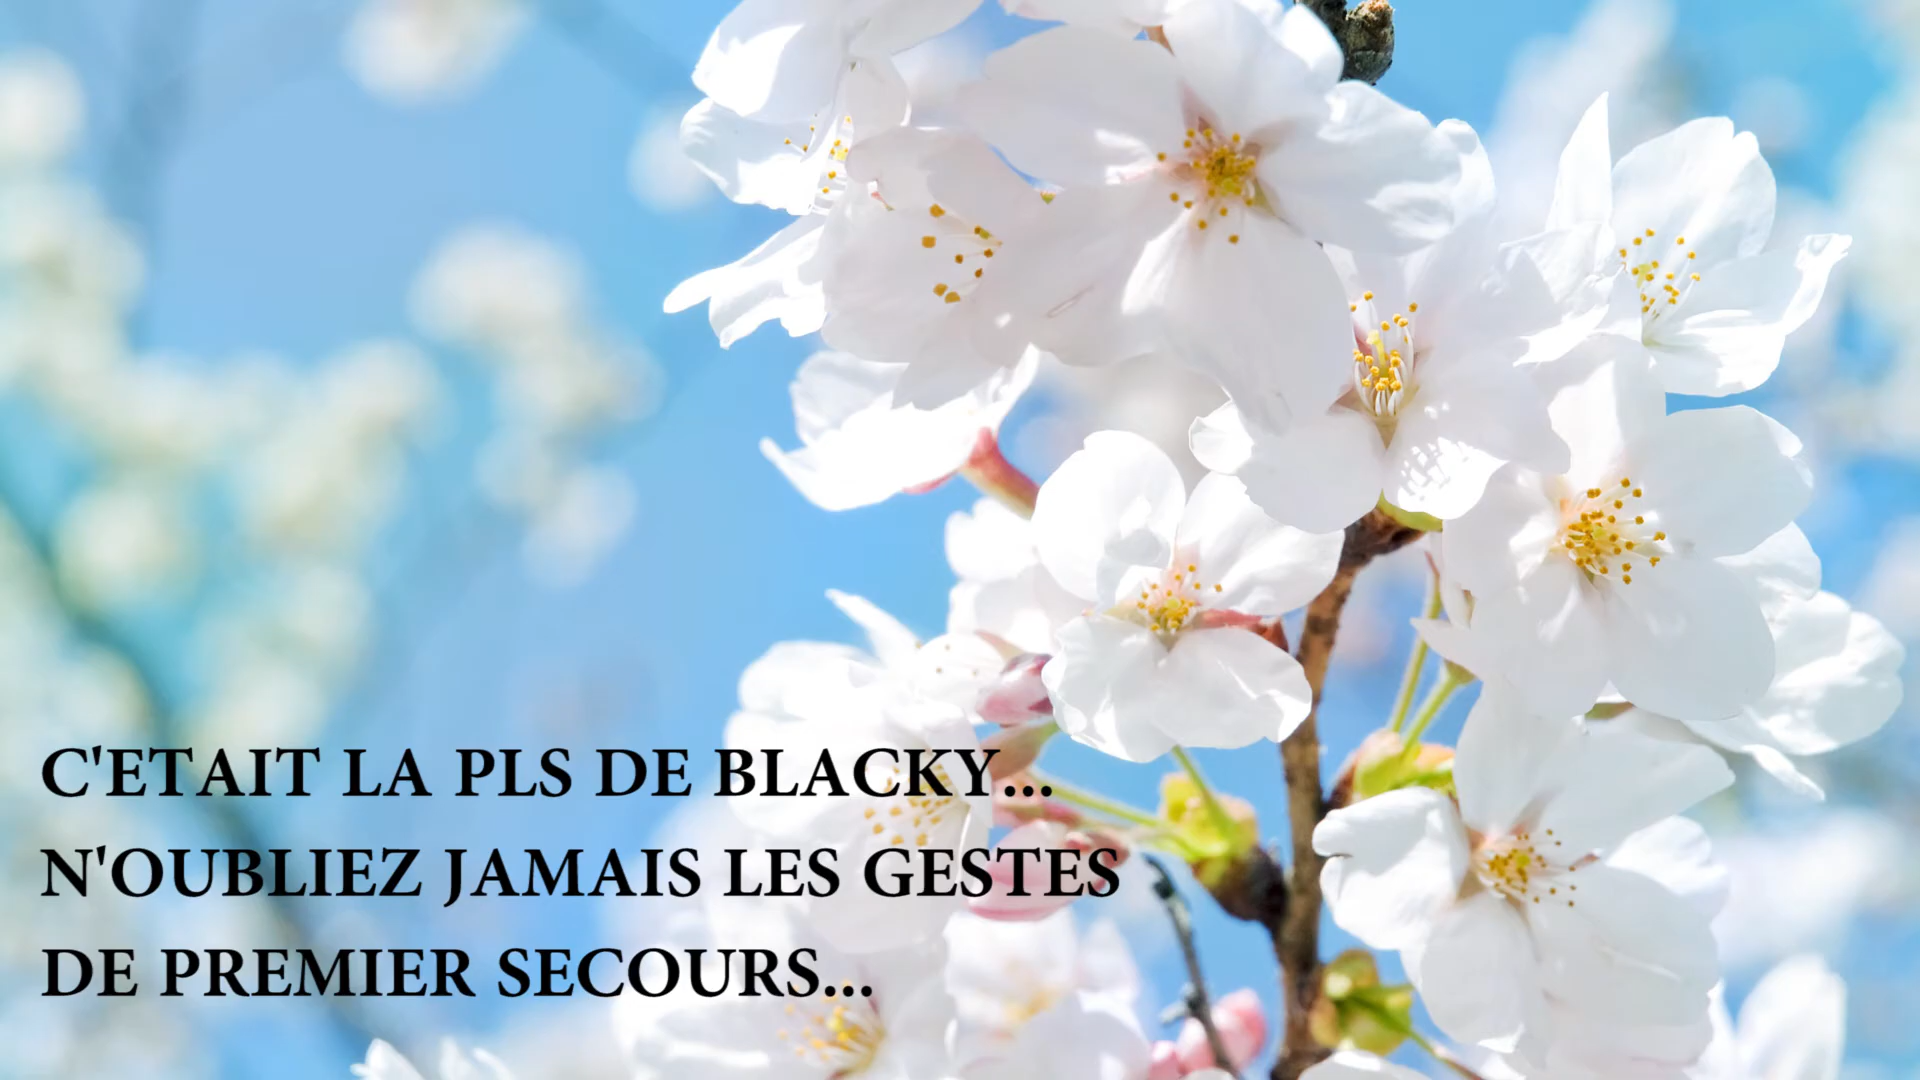 C'ETAIT LA PLS DE BLACKY...
N'OUBLIEZ JAMAIS LES GESTES
DE PREMIER SECOURS...